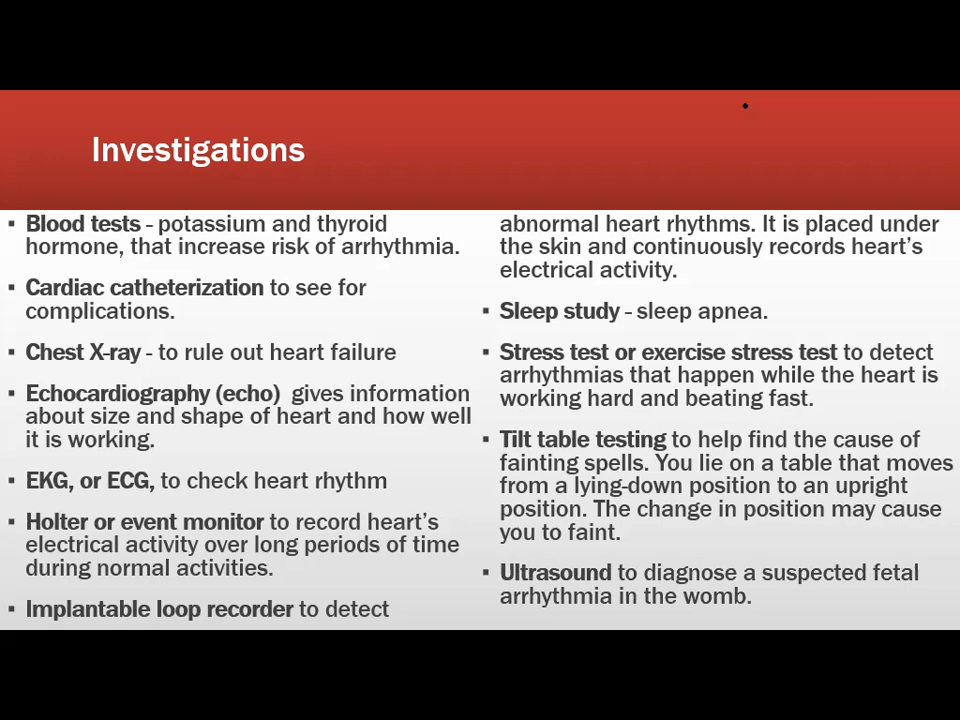 Investigations
▪ Blood tests - potassium and thyroid
hormone, that increase risk of arrhythmia.
▪ Cardiac catheterization to see for
complications.
▪ Chest X-ray - to rule out heart failure
▪ Echocardiography (echo)  gives information
about size and shape of heart and how well
it is working.
▪ EKG, or ECG, to check heart rhythm
▪ Holter or event monitor to record heart’s
electrical activity over long periods of time
during normal activities.
▪ Implantable loop recorder to detect
abnormal heart rhythms. It is placed under
the skin and continuously records heart’s
electrical activity.
▪ Sleep study - sleep apnea.
▪ Stress test or exercise stress test to detect
arrhythmias that happen while the heart is
working hard and beating fast.
▪ Tilt table testing to help find the cause of
fainting spells. You lie on a table that moves
from a lying-down position to an upright
position. The change in position may cause
you to faint.
▪ Ultrasound to diagnose a suspected fetal
arrhythmia in the womb.